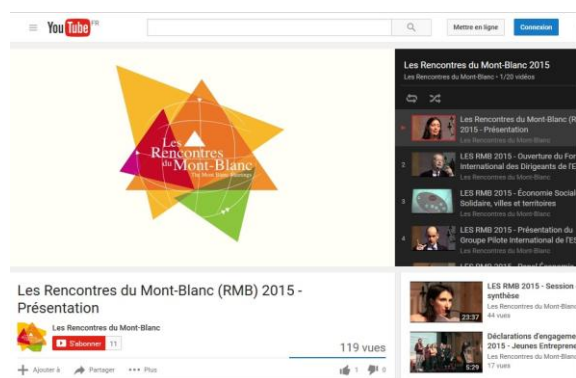 YouTube FR
Mettre en ligne
Connexion
Les
Rencontres
du Mont-Blanc
The Mont Blanc Meetings
Les Rencontres du Mont-Blanc 2015
Les Rencontres du Mont-Blanc • 1/20 vidéos
Les Rencontres du Mont-Blanc (R
2015 - Présentation
Les Rencontres du Mont-Blanc
2
LES RMB 2015 - Ouverture du For
International des Dirigeants de l'E
Les Rencontres du Mont-Blanc
3
LES RMB 2015 - Économie Social
Solidaire, villes et territoires
Les Rencontres du Mont-Blanc
4
LES RMB 2015 - Présentation du
Groupe Pilote International de l'ES
Les Rencontres du Mont-Blanc
Les Rencontres du Mont-Blanc (RMB) 2015 -
Présentation
Les Rencontres du Mont-Blanc
S'abonner 11
119 vues
Ajouter à Partager Plus
1 0
LES RMB 2015 - Session
synthèse
Les Rencontres du Mont-Blanc
44 vues
23:37
Déclarations d'engageme
2015 - Jeunes Entreprene
Les Rencontres du Mont-Blanc
17 vues
5:29